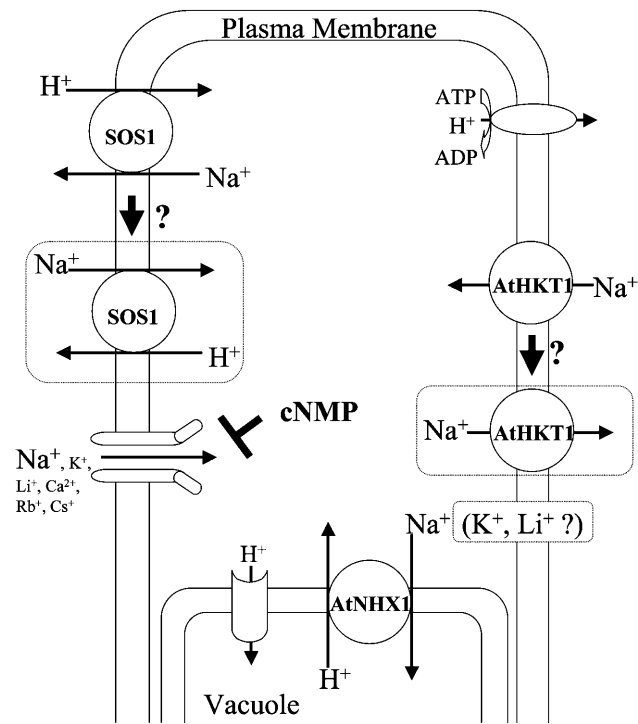 Plasma Membrane
H⁺
SOS1
Na⁺
?
Na⁺
SOS1
H⁺
cNMP
Na⁺, K⁺,
Li⁺, Ca²⁺,
Rb⁺, Cs⁺
ATP
H⁺
ADP
AtHKT1
Na⁺
?
Na⁺
AtHKT1
Na⁺ (K⁺, Li⁺ ?)
H⁺
AtNHX1
H⁺
Vacuole